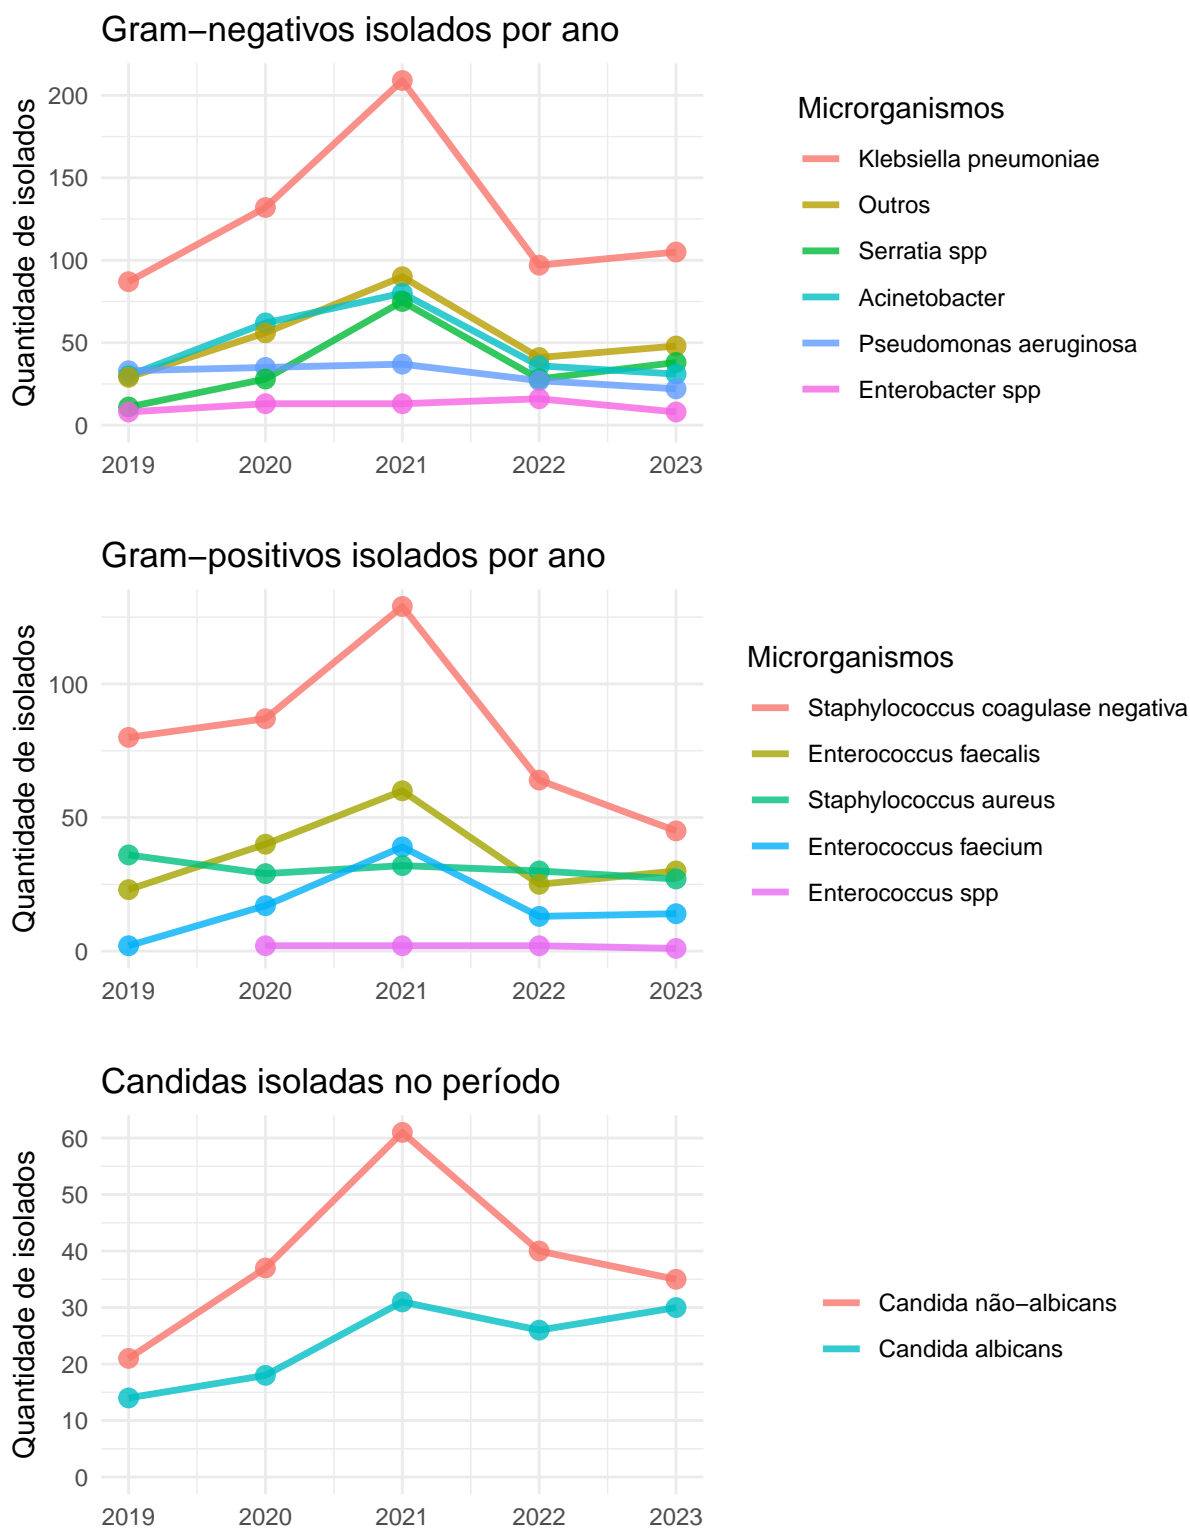 Gram−negativos isolados por ano
Quantidade de isolados
200
150
100
50
0
2019 2020 2021 2022 2023
Microrganismos
Klebsiella pneumoniae
Outros
Serratia spp
Acinetobacter
Pseudomonas aeruginosa
Enterobacter spp
Gram−positivos isolados por ano
Quantidade de isolados
100
50
0
2019 2020 2021 2022 2023
Microrganismos
Staphylococcus coagulase negativa
Enterococcus faecalis
Staphylococcus aureus
Enterococcus faecium
Enterococcus spp
Candidas isoladas no período
Quantidade de isolados
60
50
40
30
20
10
0
2019 2020 2021 2022 2023
Candida não−albicans
Candida albicans